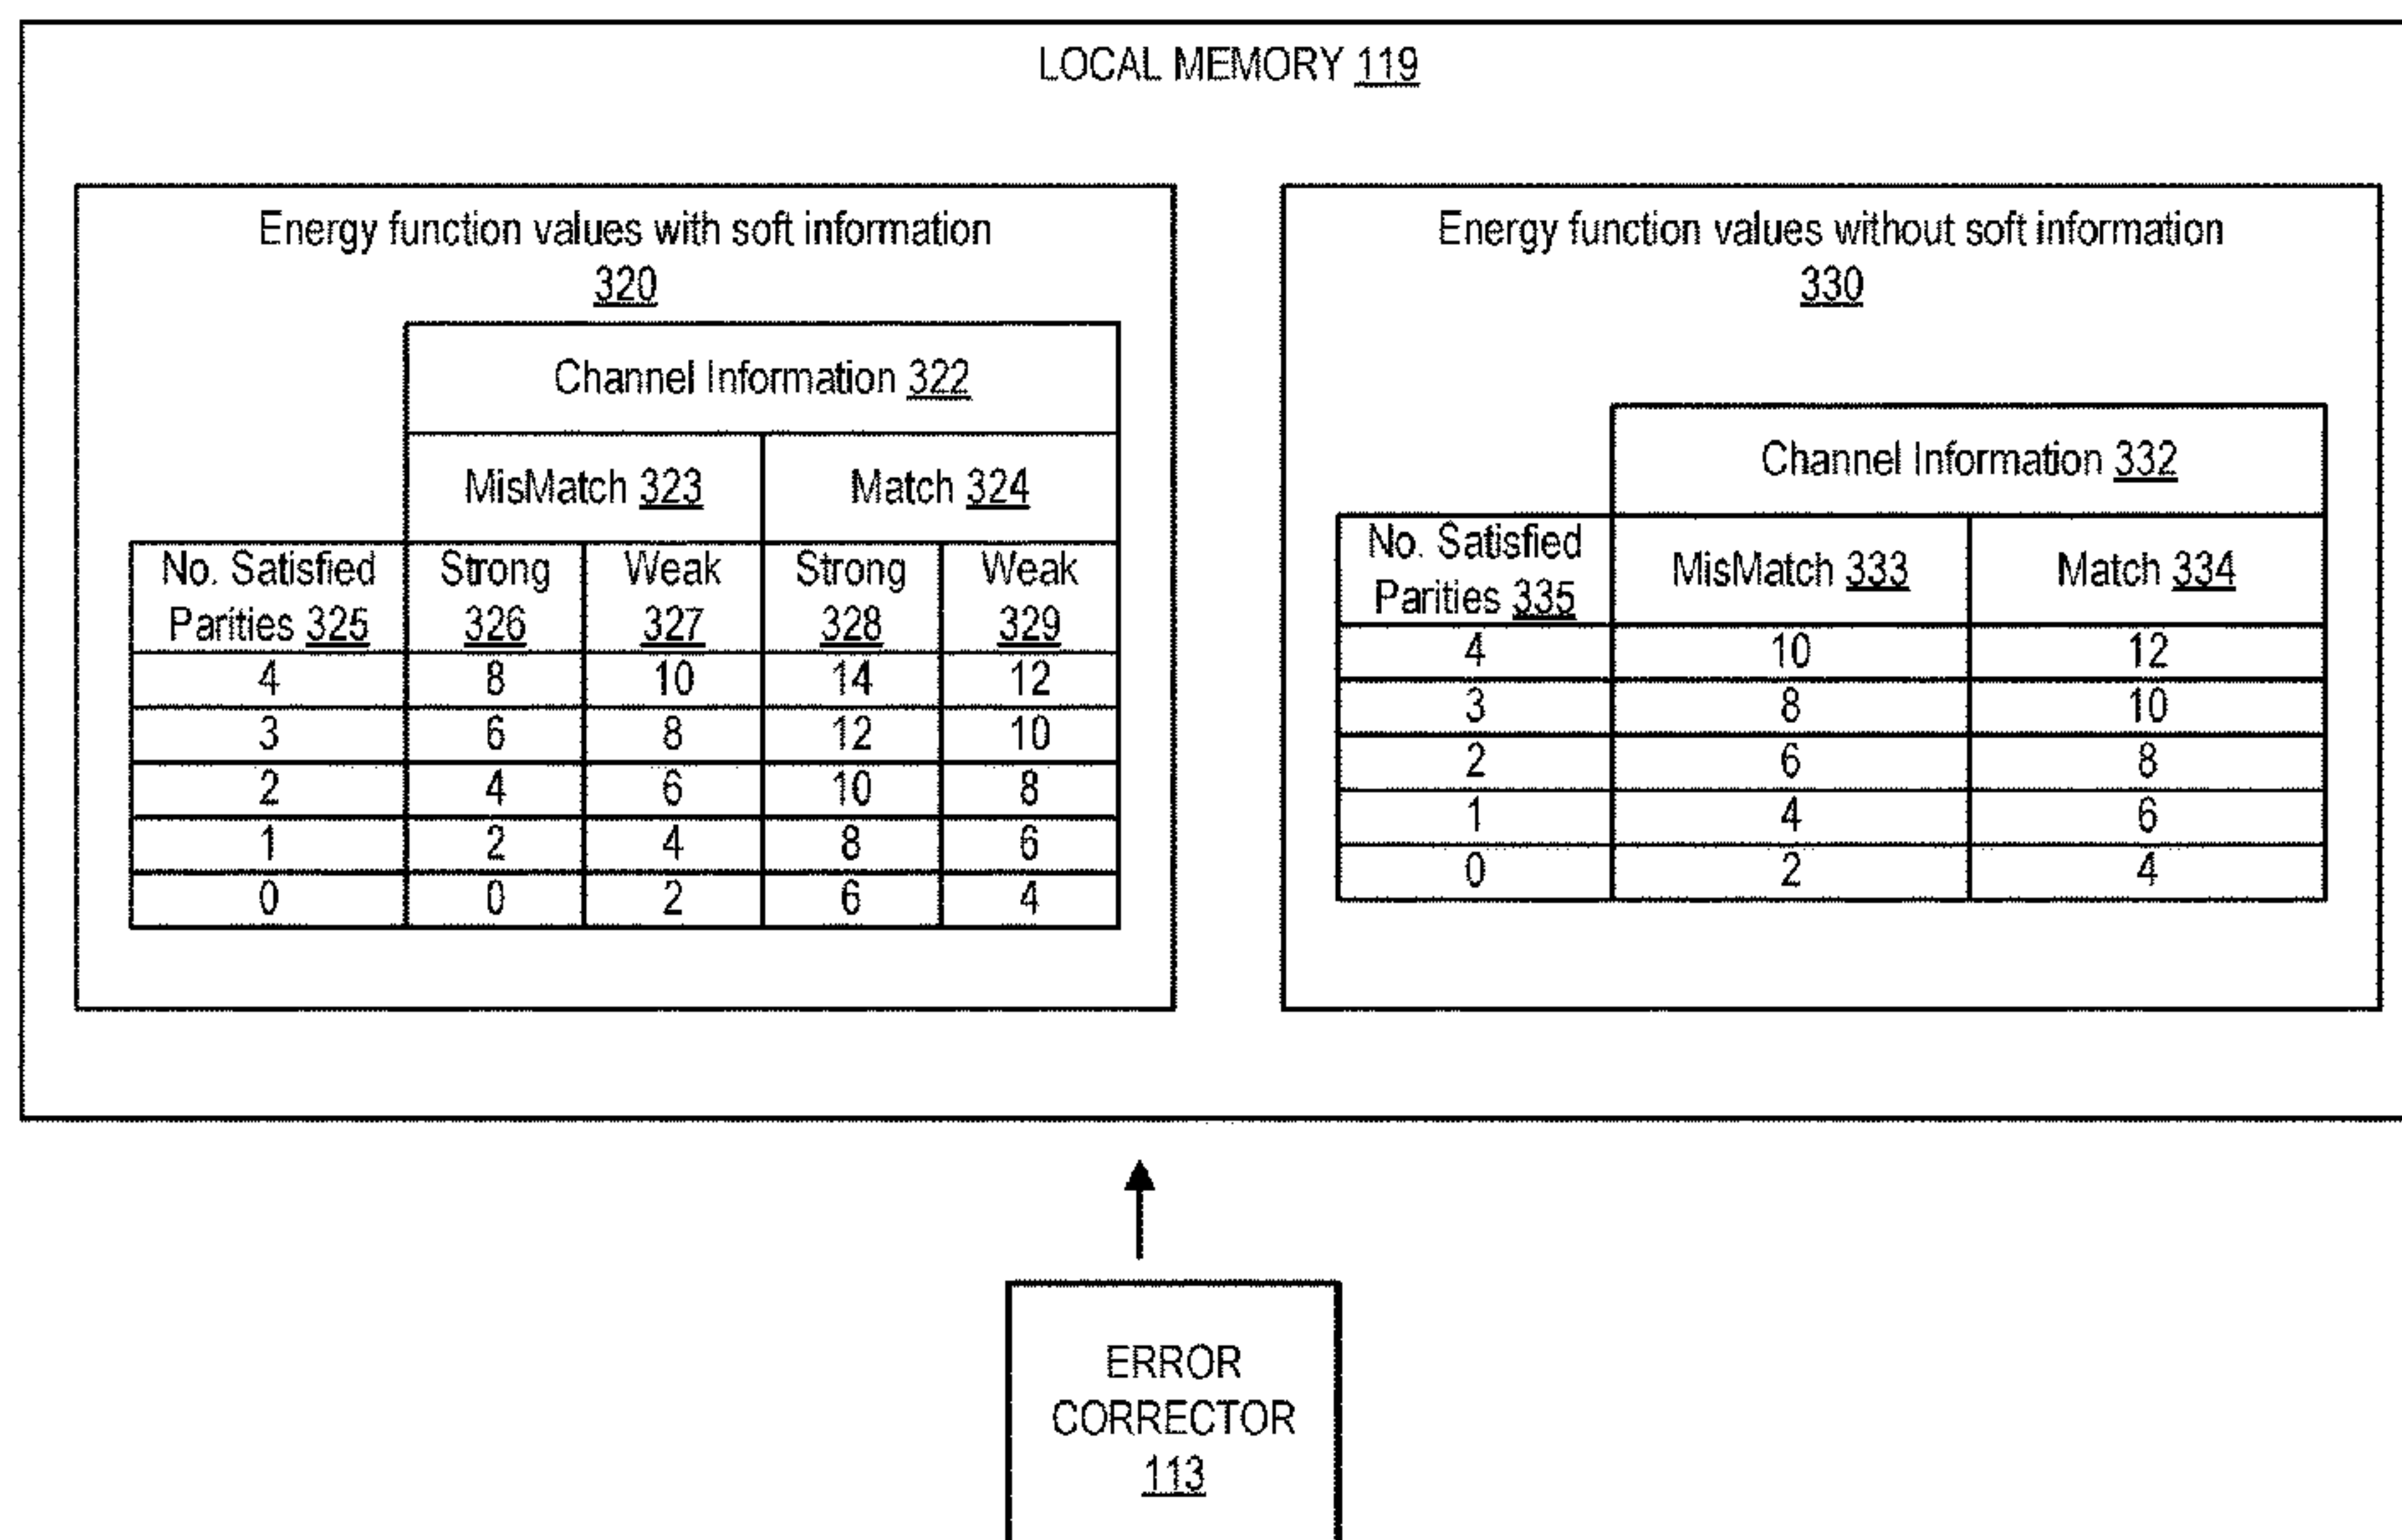 LOCAL MEMORY 119
Energy function values with soft information
320
Channel Information 322
MisMatch 323 Match 324
No. Satisfied Parities 325 Strong 326 Weak 327 Strong 328 Weak 329
4 8 10 14 12
3 6 8 12 10
2 4 6 10 8
1 2 4 8 6
0 0 2 6 4
Energy function values without soft information
330
Channel Information 332
No. Satisfied Parities 335 MisMatch 333 Match 334
4 10 12
3 8 10
2 6 8
1 4 6
0 2 4
ERROR
CORRECTOR
113